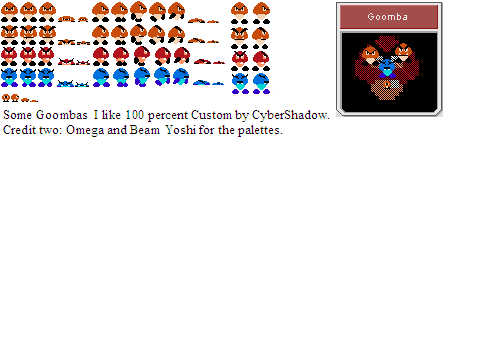 Goomba
Some Goombas I like 100 percent Custom by CyberShadow.
Credit two: Omega and Beam Yoshi for the palettes.